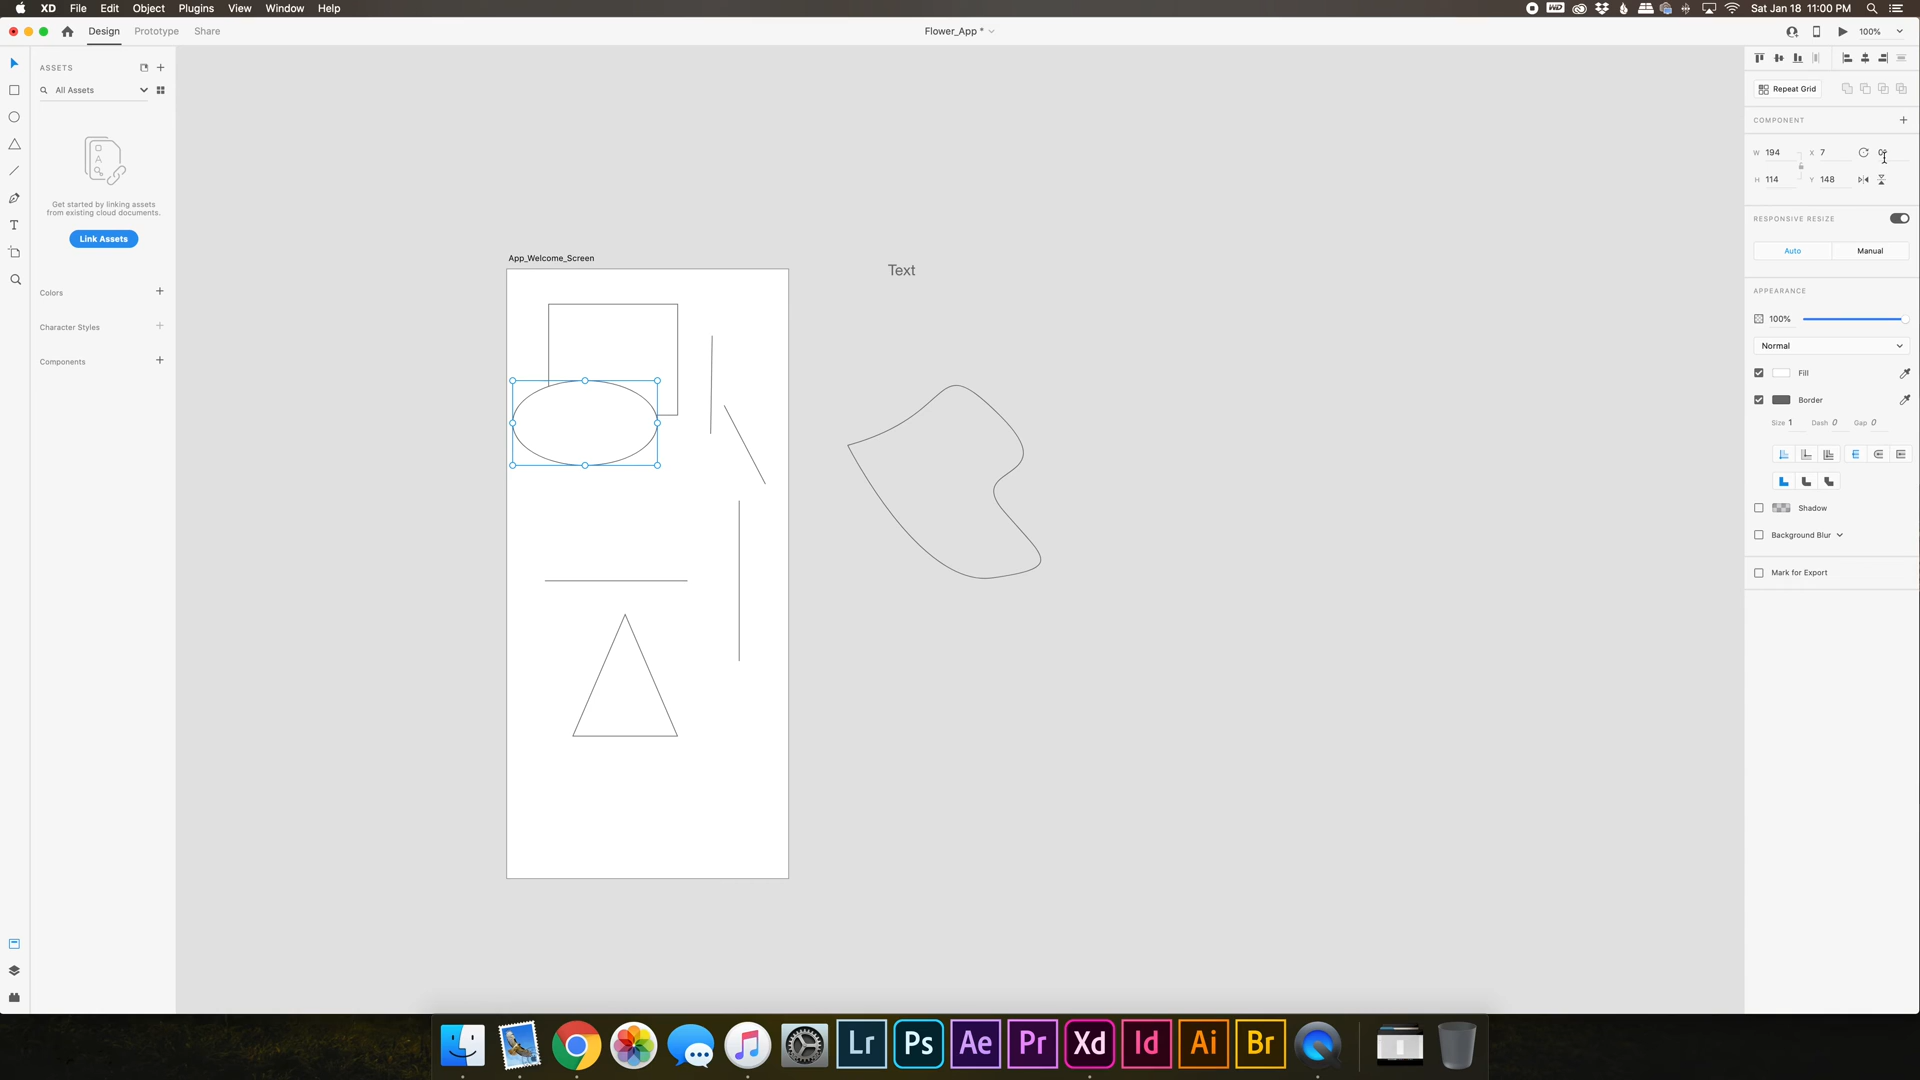 XD File Edit Object Plugins View Window Help
Sat Jan 18 11:00 PM
Design Prototype Share
Flower_App *
100%
ASSETS
All Assets
Get started by linking assets
from existing cloud documents.
Link Assets
Colors
Character Styles
Components
App_Welcome_Screen
Text
Repeat Grid
COMPONENT
W 194 X 7 0°
H 114 Y 148
RESPONSIVE RESIZE
Auto Manual
APPEARANCE
100%
Normal
Fill
Border
Size 1 Dash 0 Gap 0
Shadow
Background Blur
Mark for Export
Lr Ps Ae Pr Xd Id Ai Br